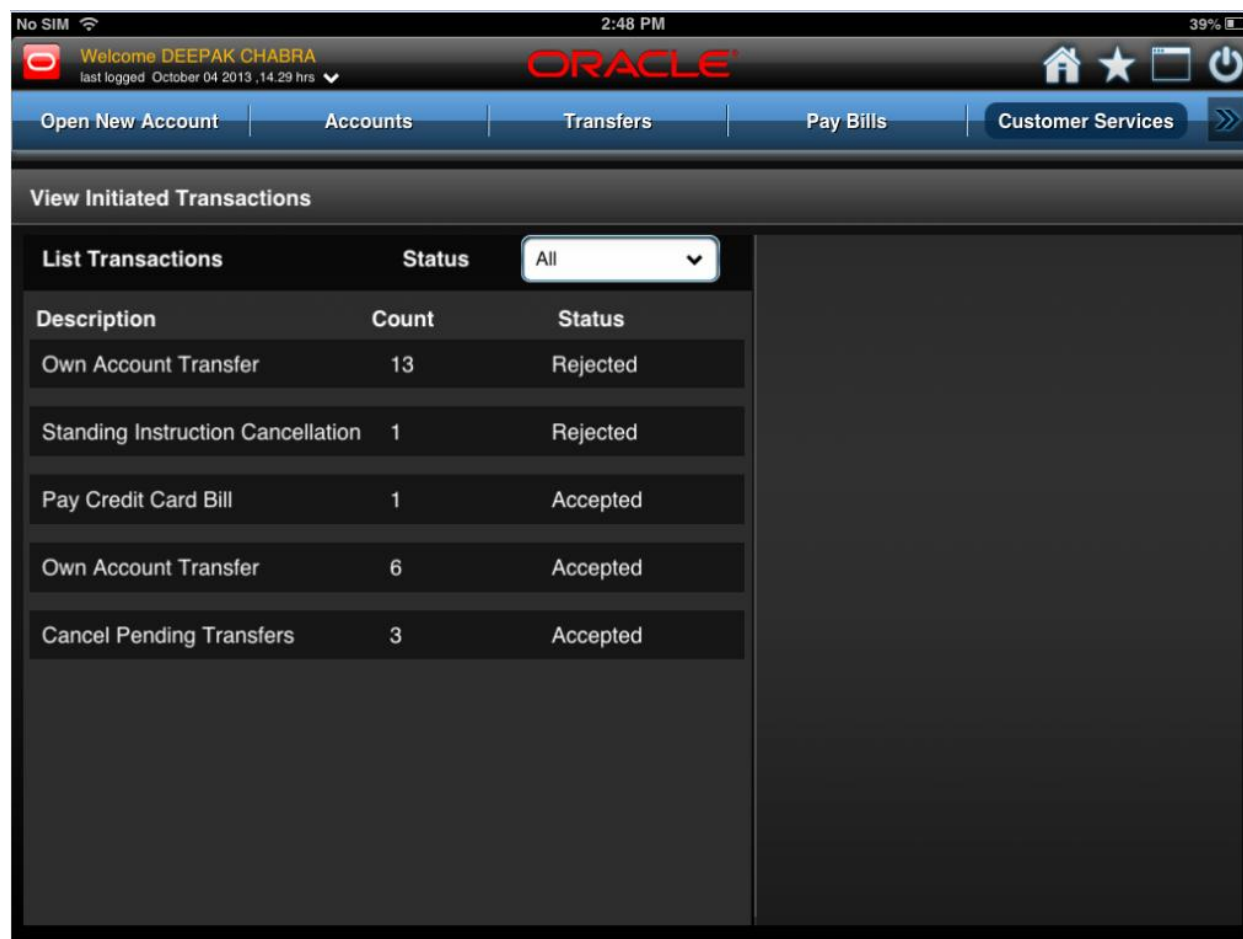 No SIM 2:48 PM 39%
Welcome DEEPAK CHABRA
last logged October 04 2013 ,14.29 hrs
ORACLE
Open New Account Accounts Transfers Pay Bills Customer Services
View Initiated Transactions
List Transactions Status All
Description Count Status
Own Account Transfer 13 Rejected
Standing Instruction Cancellation 1 Rejected
Pay Credit Card Bill 1 Accepted
Own Account Transfer 6 Accepted
Cancel Pending Transfers 3 Accepted